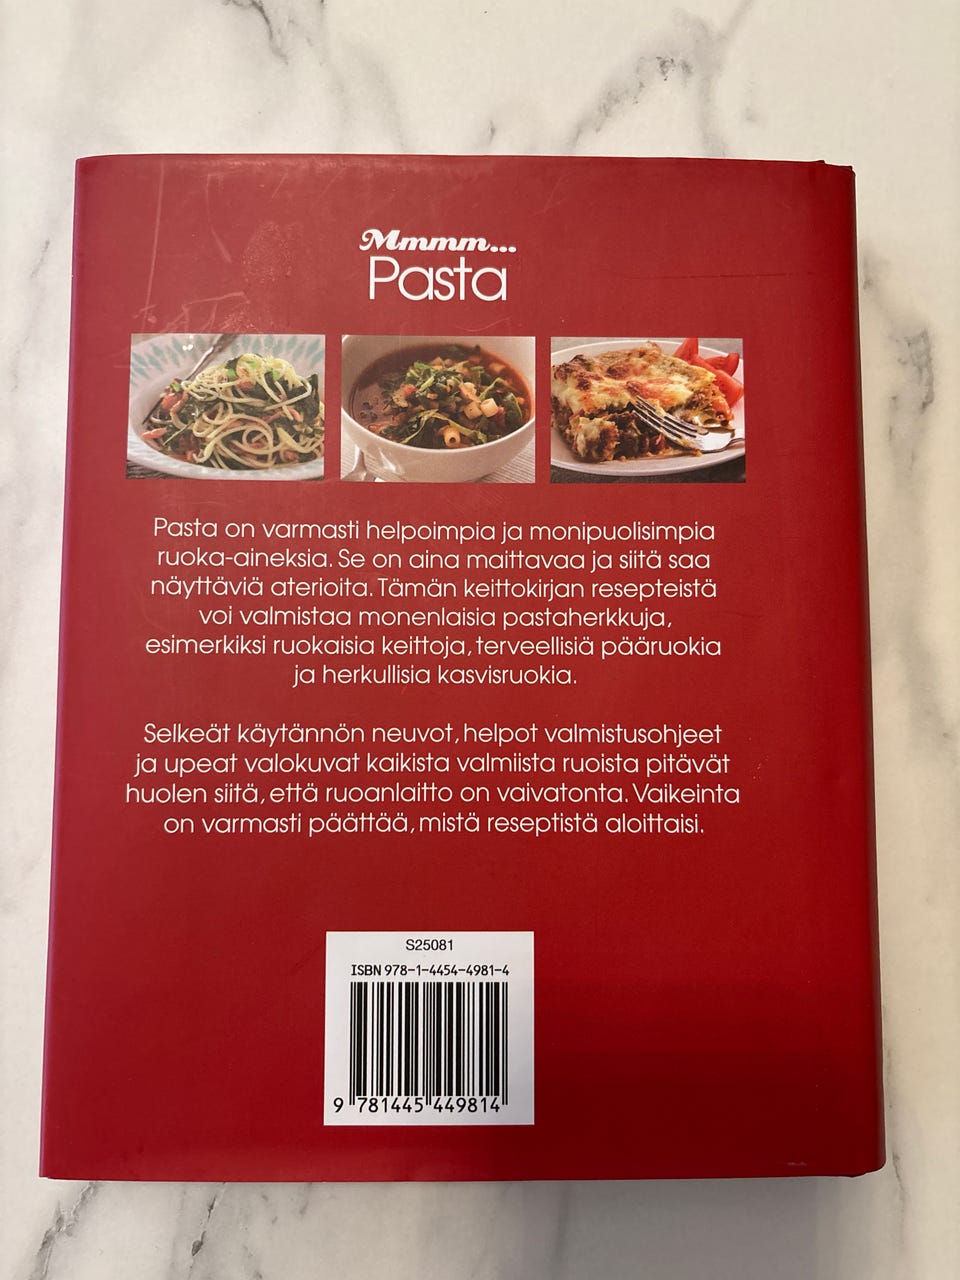 Mmmm...
Pasta
Pasta on varmasti helpoimpia ja monipuolisimpia
ruoka-aineksia. Se on aina maittavaa ja siitä saa
näyttäviä aterioita. Tämän keittokirjan resepteistä
voi valmistaa monenlaisia pastaherkkuja,
esimerkiksi ruokaisia keittoja, terveellisiä pääruokia
ja herkullisia kasvisruokia.
Selkeät käytännön neuvot, helpot valmistusohjeet
ja upeat valokuvat kaikista valmiista ruoista pitävät
huolen siitä, että ruoanlaitto on vaivatonta. Vaikeinta
on varmasti päättää, mistä reseptistä aloittaisi.
S25081
ISBN 978-1-4454-4981-4
9 781445 449814